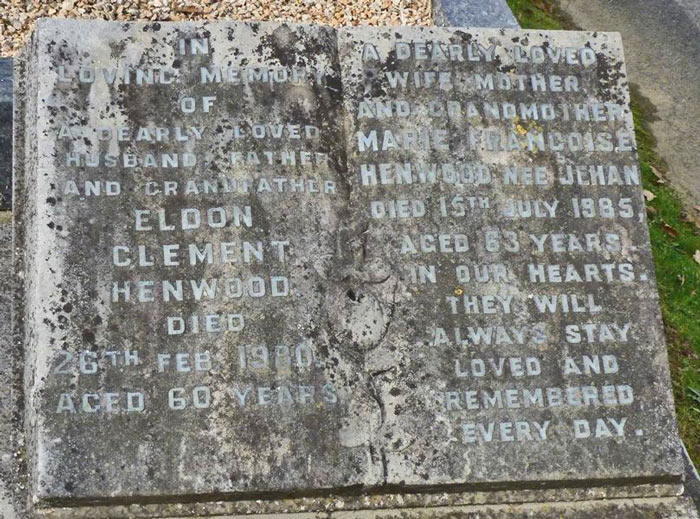 IN
LOVING MEMORY
OF
A DEARLY LOVED
HUSBAND, FATHER
AND GRANDFATHER
ELDON
CLEMENT
HENWOOD
DIED
26TH FEB 1980.
AGED 60 YEARS
A DEARLY LOVED
WIFE, MOTHER,
AND GRANDMOTHER
MARIE FRANCOISE
HENWOOD NEE JEHAN
DIED 15TH JULY 1985,
AGED 63 YEARS.
IN OUR HEARTS.
THEY WILL
ALWAYS STAY
LOVED AND
REMEMBERED
EVERY DAY.